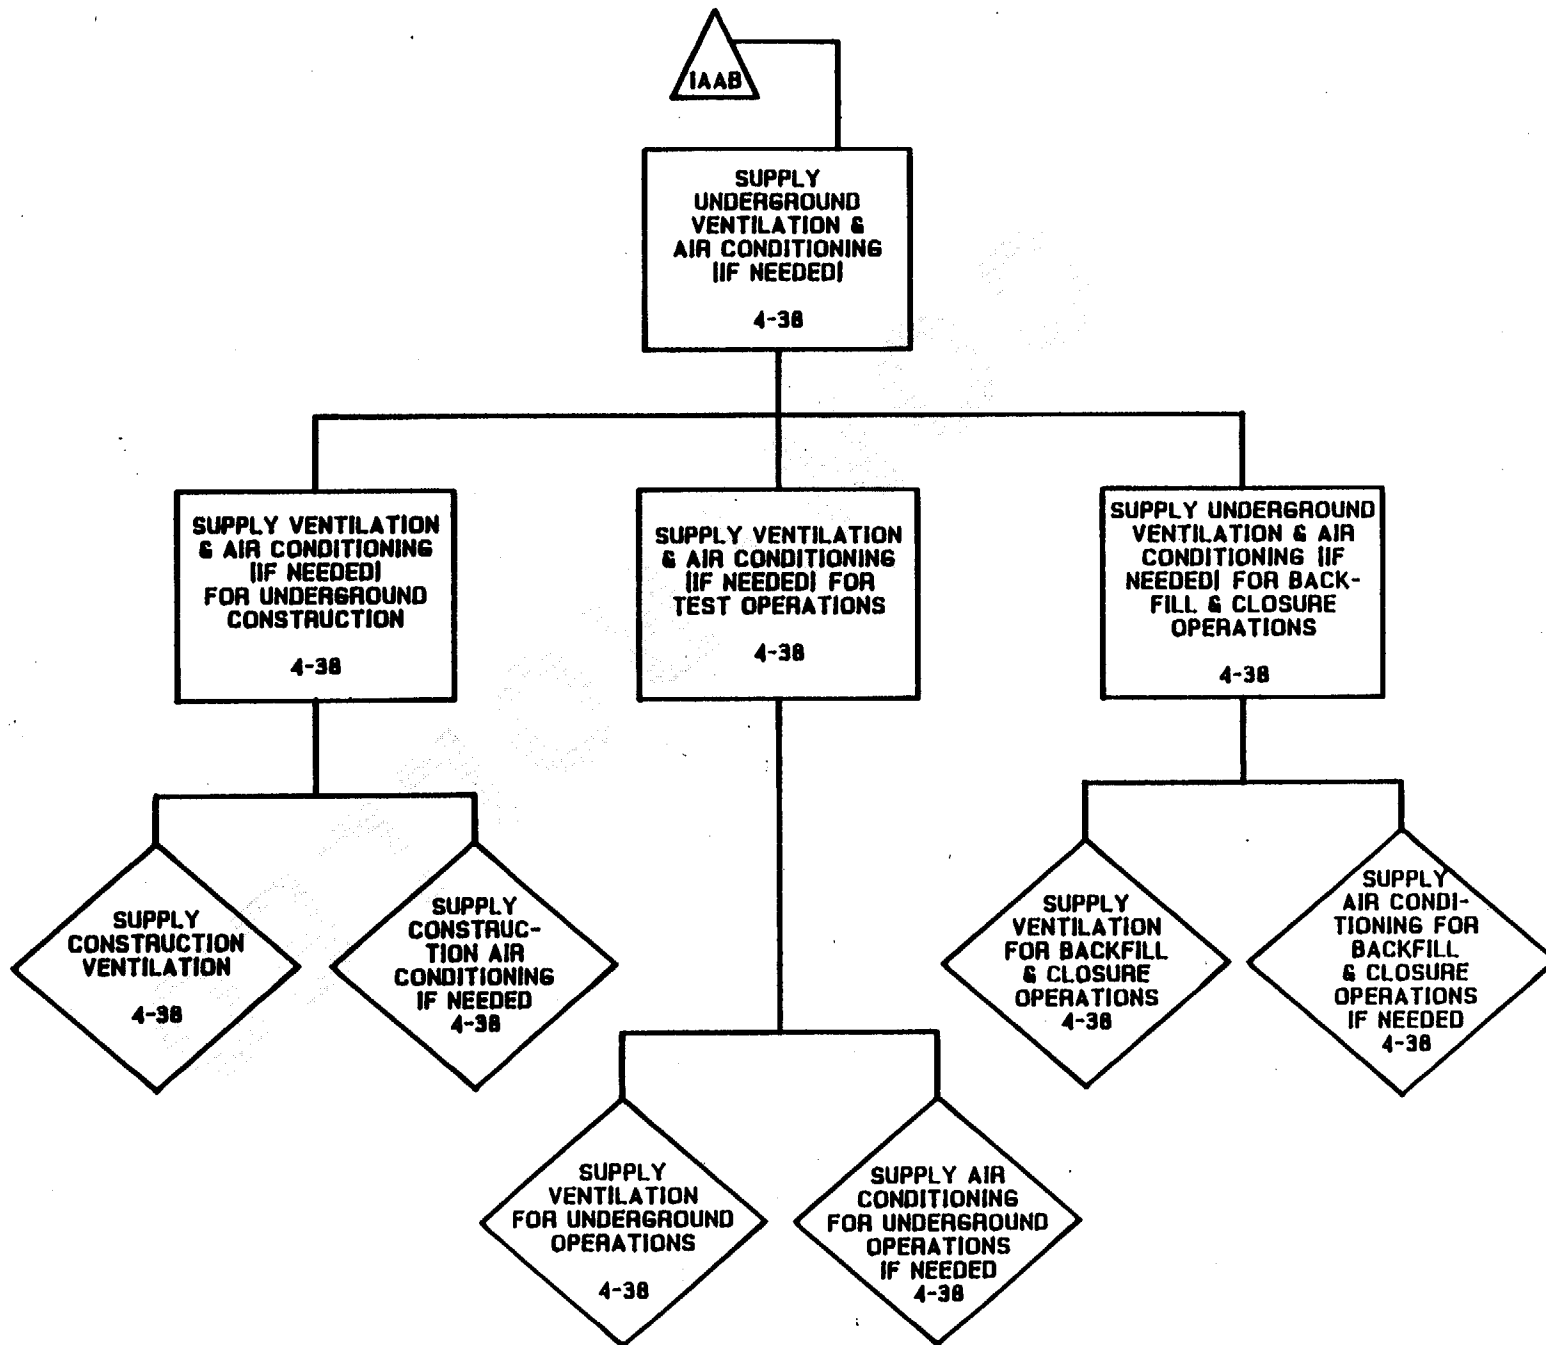 IAAB
SUPPLY
UNDERGROUND
VENTILATION &
AIR CONDITIONING
[IF NEEDED]
4-38
SUPPLY VENTILATION
& AIR CONDITIONING
[IF NEEDED]
FOR UNDERGROUND
CONSTRUCTION
4-38
SUPPLY VENTILATION
& AIR CONDITIONING
[IF NEEDED] FOR
TEST OPERATIONS
4-38
SUPPLY UNDERGROUND
VENTILATION & AIR
CONDITIONING [IF
NEEDED] FOR BACK-
FILL & CLOSURE
OPERATIONS
4-38
SUPPLY
CONSTRUCTION
VENTILATION
4-38
SUPPLY
CONSTRUC-
TION AIR
CONDITIONING
IF NEEDED
4-38
SUPPLY
VENTILATION
FOR UNDERGROUND
OPERATIONS
4-38
SUPPLY AIR
CONDITIONING
FOR UNDERGROUND
OPERATIONS
IF NEEDED
4-38
SUPPLY
VENTILATION
FOR BACKFILL
& CLOSURE
OPERATIONS
4-38
SUPPLY
AIR CONDI-
TIONING FOR
BACKFILL
& CLOSURE
OPERATIONS
IF NEEDED
4-38